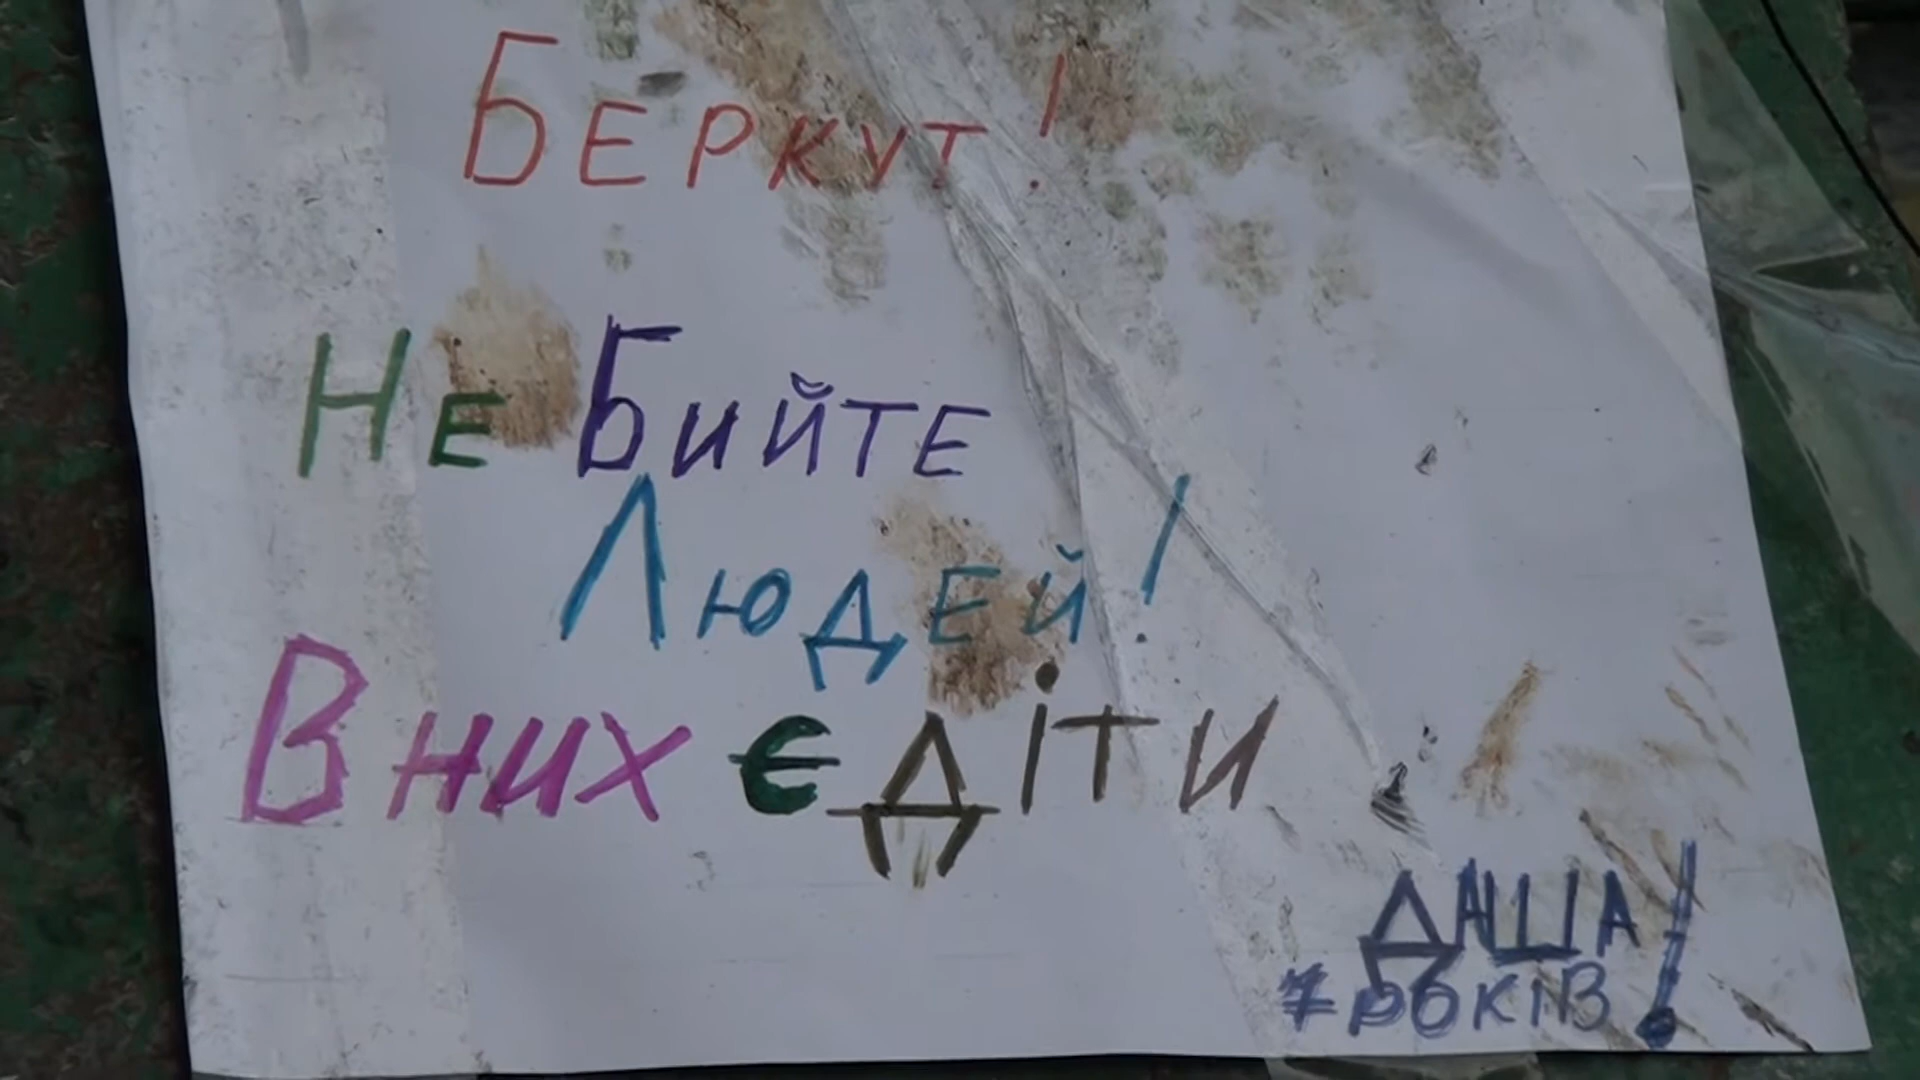 Беркут!
Не Бийте
Людей!
В них є діти
Даша!
7 років